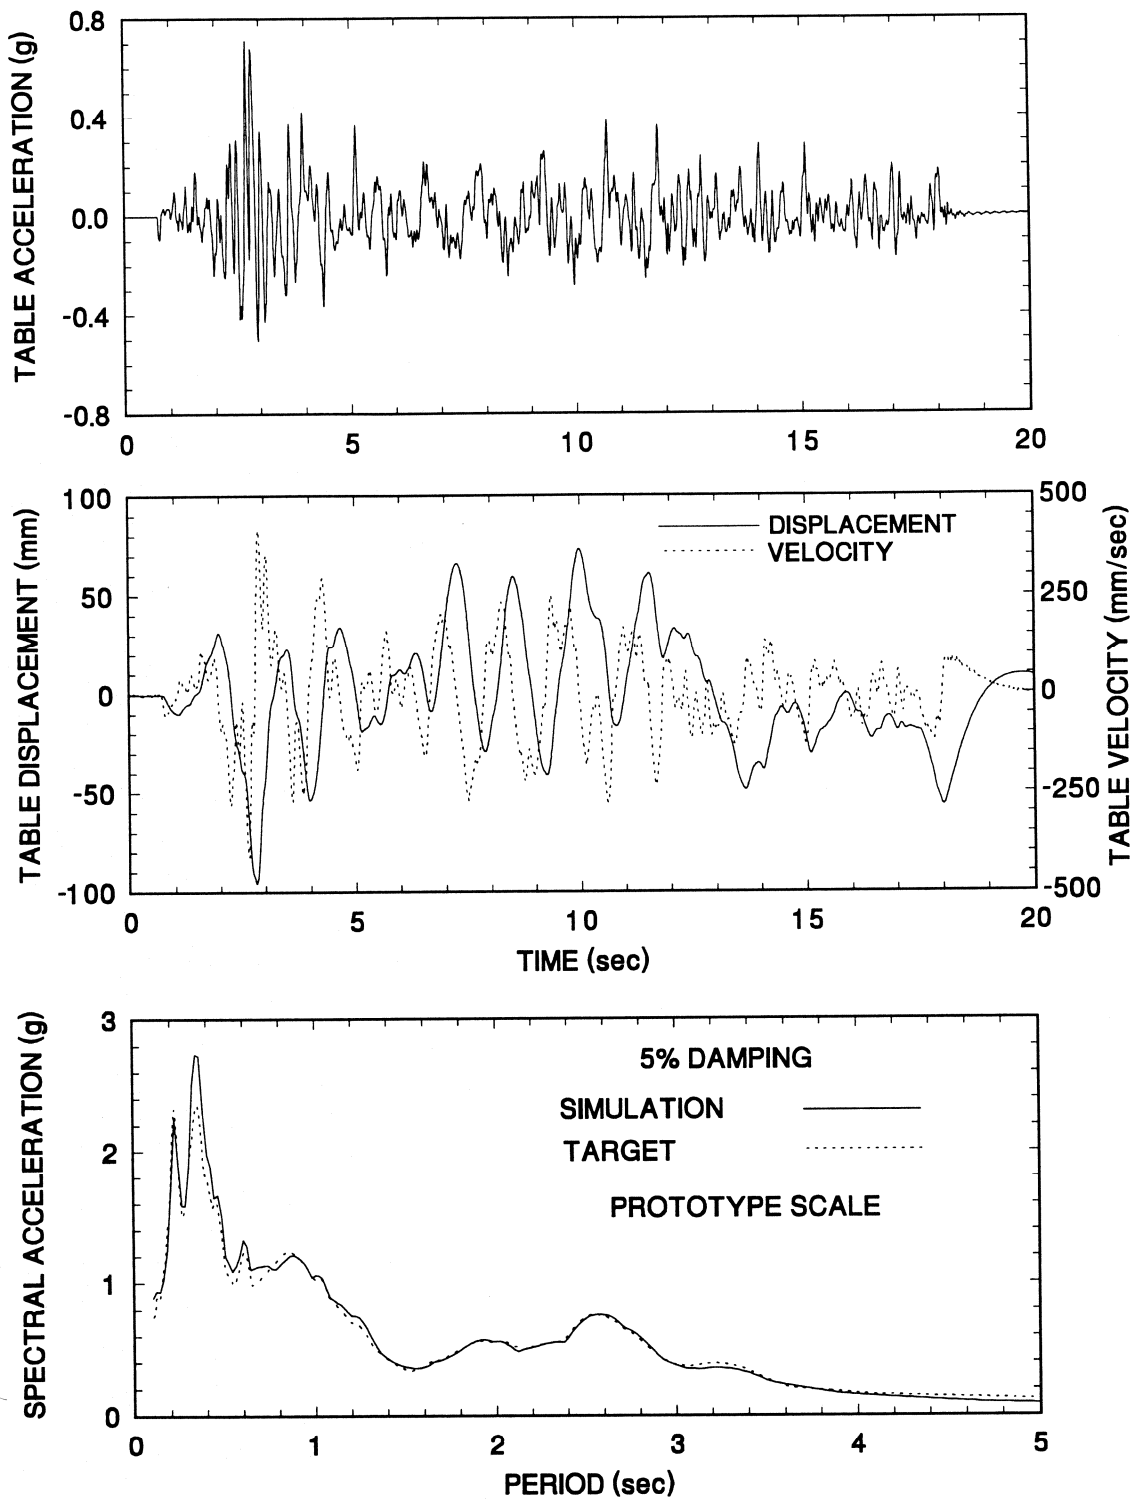 TABLE ACCELERATION (g)
0.8
0.4
0.0
-0.4
-0.8
0 5 10 15 20
TABLE DISPLACEMENT (mm)
100
50
0
-50
-100
DISPLACEMENT
VELOCITY
500
250
0
-250
-500
TABLE VELOCITY (mm/sec)
0 5 10 15 20
TIME (sec)
SPECTRAL ACCELERATION (g)
3
2
1
0
5% DAMPING
SIMULATION
TARGET
PROTOTYPE SCALE
0 1 2 3 4 5
PERIOD (sec)